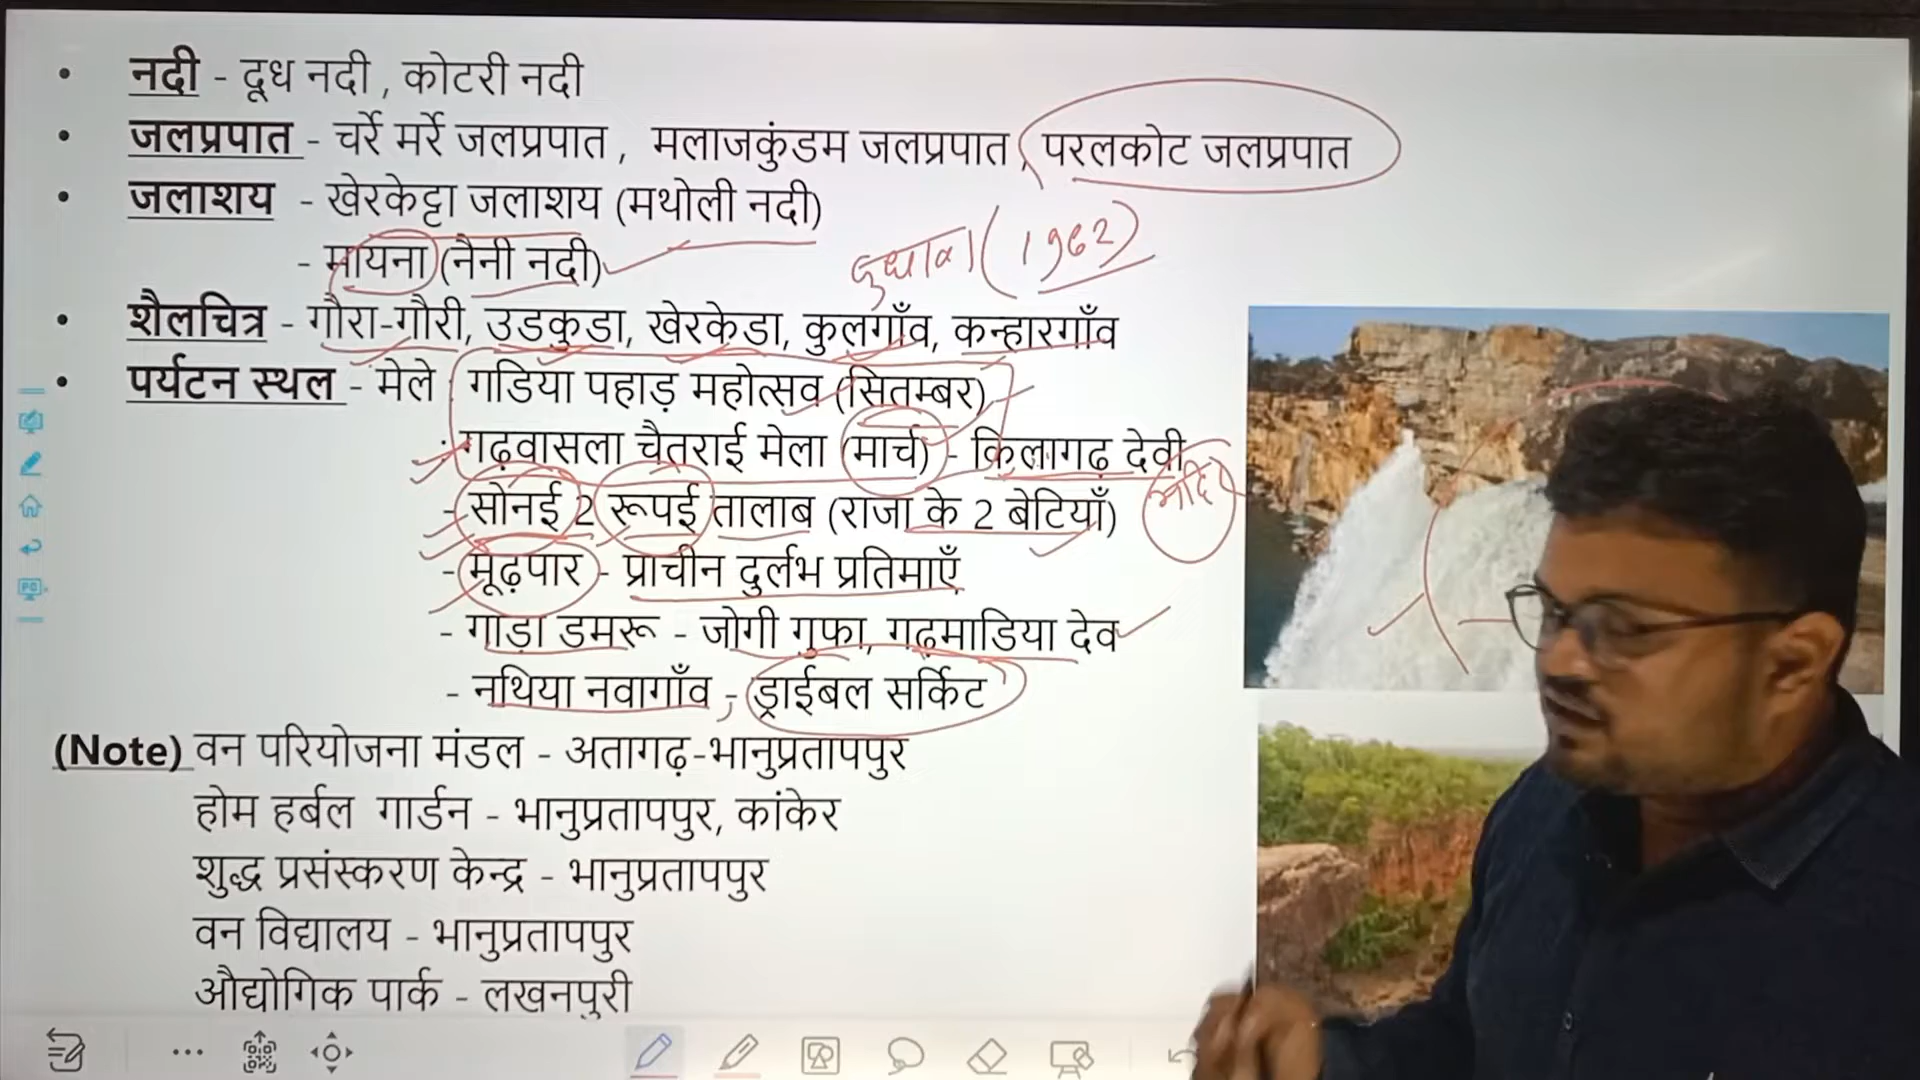 • नदी - दूध नदी , कोटरी नदी
• जलप्रपात - चर्रे मर्रे जलप्रपात , मलाजकुंडम जलप्रपात , परलकोट जलप्रपात
• जलाशय - खेरकेट्टा जलाशय (मथोली नदी)
- मायना (नैनी नदी)
दुधावा (1962)
• शैलचित्र - गौरा-गौरी, उडकुडा, खेरकेडा, कुलगाँव, कन्हारगाँव
• पर्यटन स्थल - मेले : गडिया पहाड़ महोत्सव (सितम्बर)
- गढ़वासला चैतराई मेला (मार्च) - किलागढ़ देवी
- सोनई 2 रूपई तालाब (राजा के 2 बेटियाँ)
- मूढ़पार - प्राचीन दुर्लभ प्रतिमाएँ
- गाड़ा डमरू - जोगी गुफा, गढ़माडिया देव
- नथिया नवागाँव - ड्राईबल सर्किट
(Note) वन परियोजना मंडल - अतागढ़-भानुप्रतापपुर
होम हर्बल गार्डन - भानुप्रतापपुर, कांकेर
शुद्ध प्रसंस्करण केन्द्र - भानुप्रतापपुर
वन विद्यालय - भानुप्रतापपुर
औद्योगिक पार्क - लखनपुरी